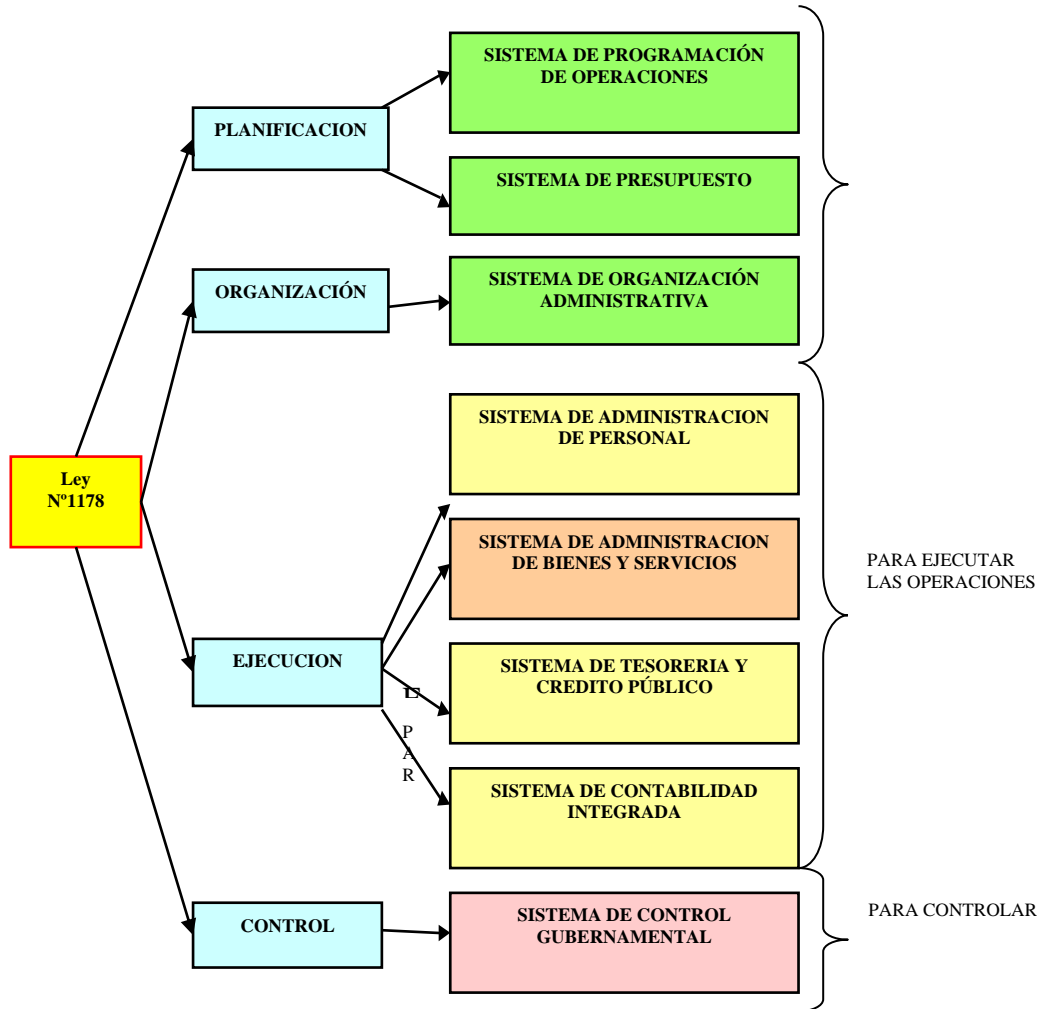 SISTEMA DE PROGRAMACIÓN
DE OPERACIONES
PLANIFICACION
SISTEMA DE PRESUPUESTO
ORGANIZACIÓN
SISTEMA DE ORGANIZACIÓN
ADMINISTRATIVA
SISTEMA DE ADMINISTRACION
DE PERSONAL
Ley
Nº1178
SISTEMA DE ADMINISTRACION
DE BIENES Y SERVICIOS
PARA EJECUTAR
LAS OPERACIONES
EJECUCION
SISTEMA DE TESORERIA Y
CREDITO PÚBLICO
P
A
R
SISTEMA DE CONTABILIDAD
INTEGRADA
CONTROL
SISTEMA DE CONTROL
GUBERNAMENTAL
PARA CONTROLAR